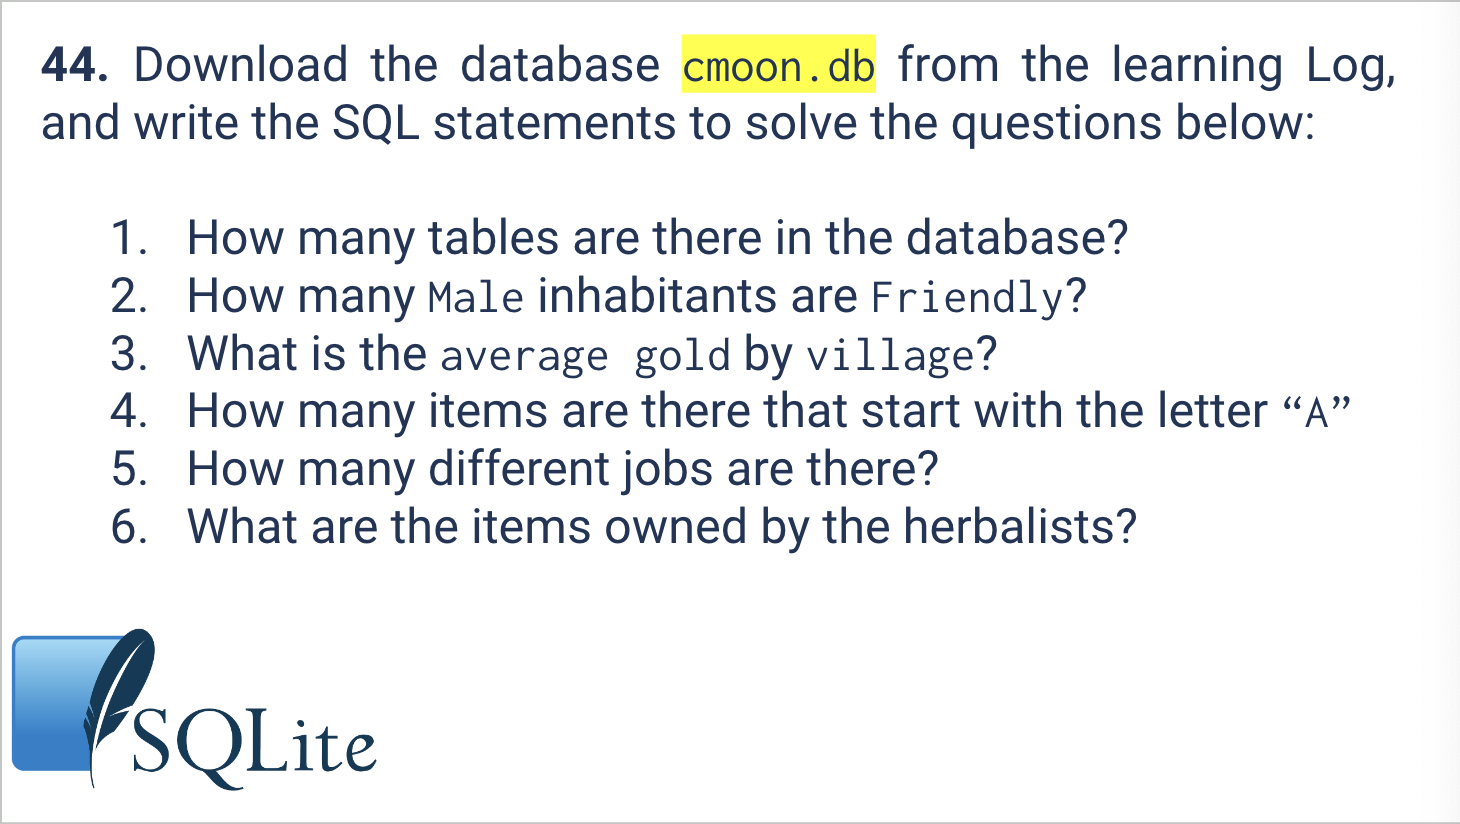 44. Download the database cmoon.db from the learning Log,
and write the SQL statements to solve the questions below:
1. How many tables are there in the database?
2. How many Male inhabitants are Friendly?
3. What is the average gold by village?
4. How many items are there that start with the letter “A”
5. How many different jobs are there?
6. What are the items owned by the herbalists?
SQLite